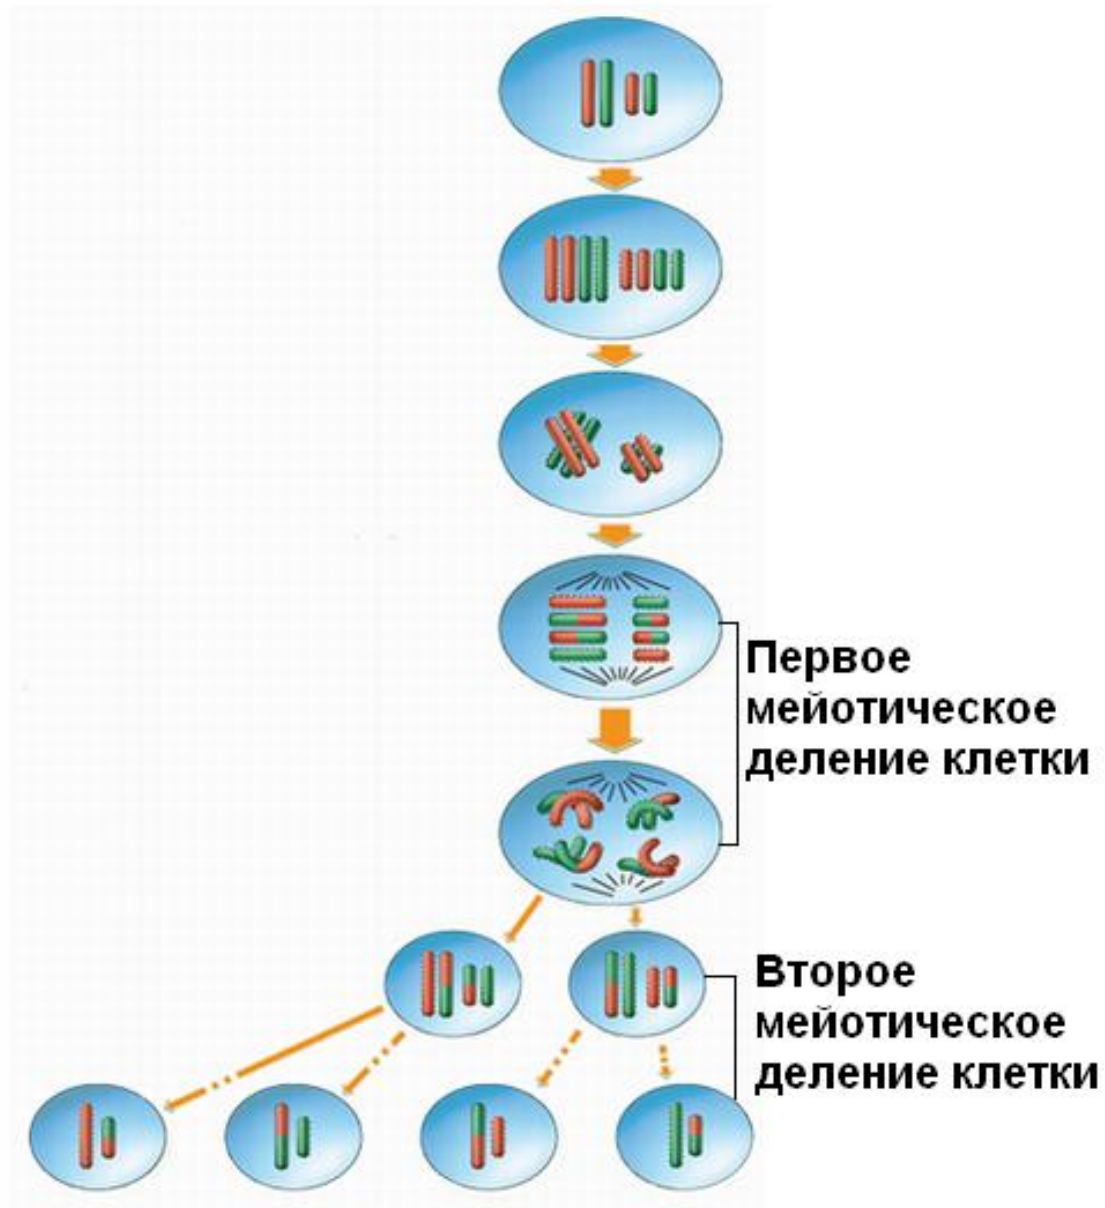 Первое
мейотическое
деление клетки
Второе
мейотическое
деление клетки